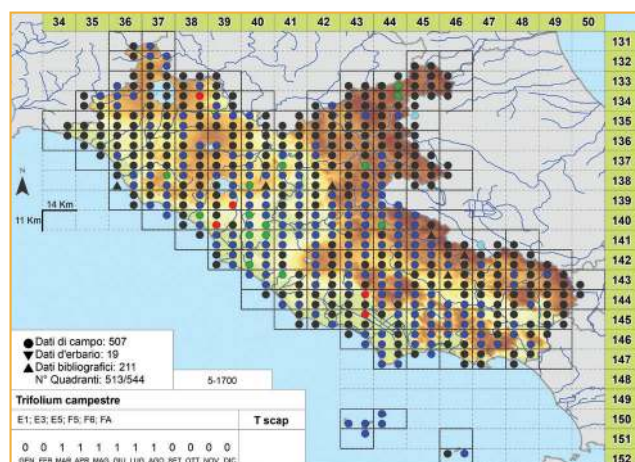 34 35 36 37 38 39 40 41 42 43 44 45 46 47 48 49 50
131
132
133
134
135
136
137
138
139
140
141
142
143
144
145
146
147
148
149
150
151
152
N
14 Km
11 Km
Dati di campo: 507
Dati d'erbario: 19
Dati bibliografici: 211
N° Quadranti: 513/544
5-1700
Trifolium campestre
E1; E3; E5; F5; F6; FA
T scap
0 0 1 1 1 1 1 1 0 0 0 0
GEN FEB MAR APR MAG GIU LUG AGO SET OTT NOV DIC